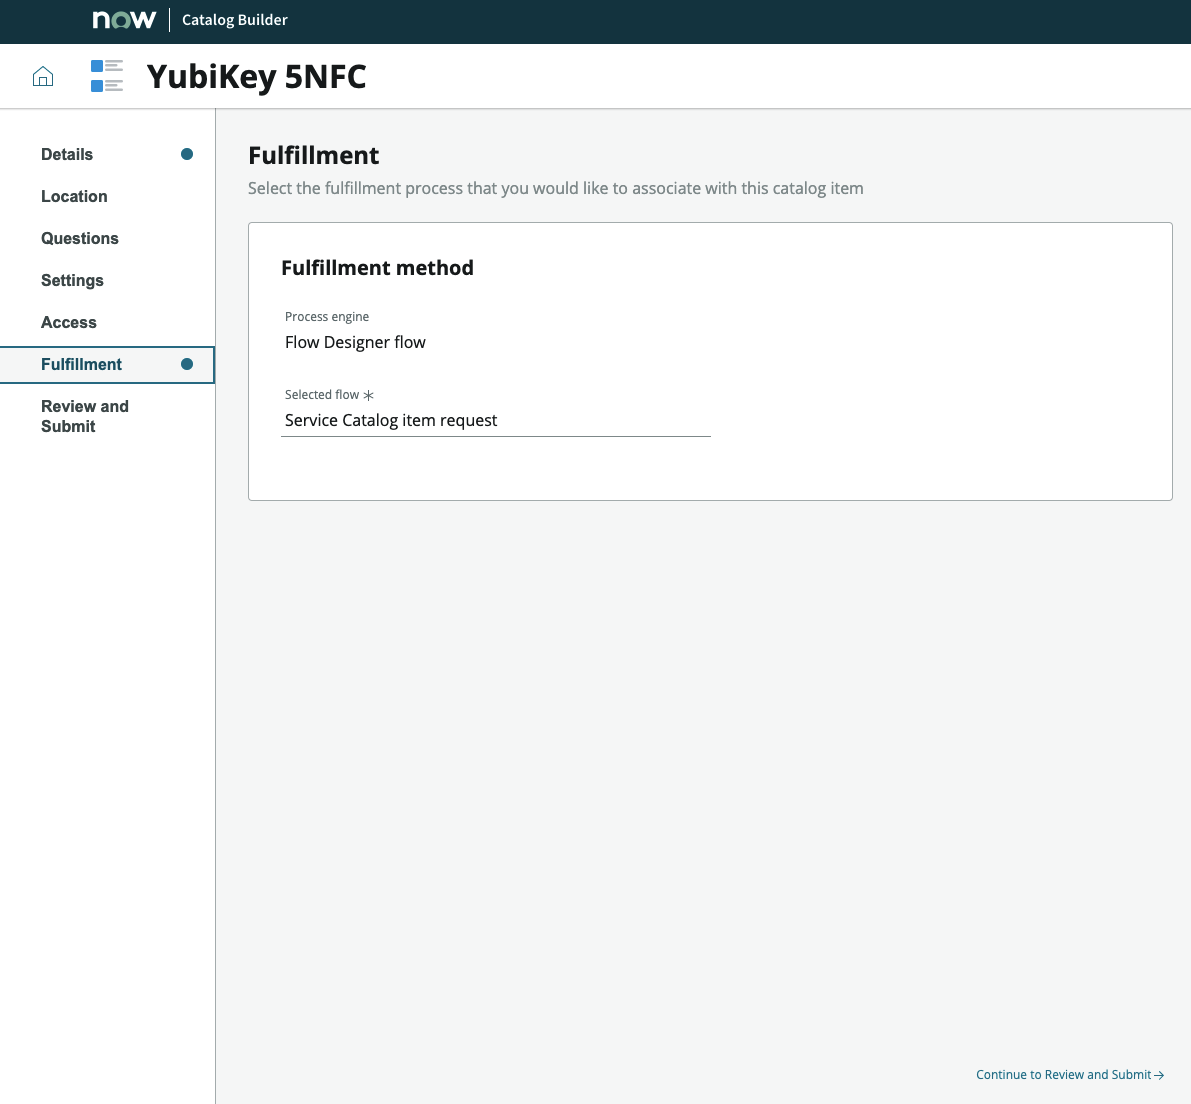 now Catalog Builder
YubiKey 5NFC
Details
Location
Questions
Settings
Access
Fulfillment
Review and
Submit
Fulfillment
Select the fulfillment process that you would like to associate with this catalog item
Fulfillment method
Process engine
Flow Designer flow
Selected flow *
Service Catalog item request
Continue to Review and Submit →